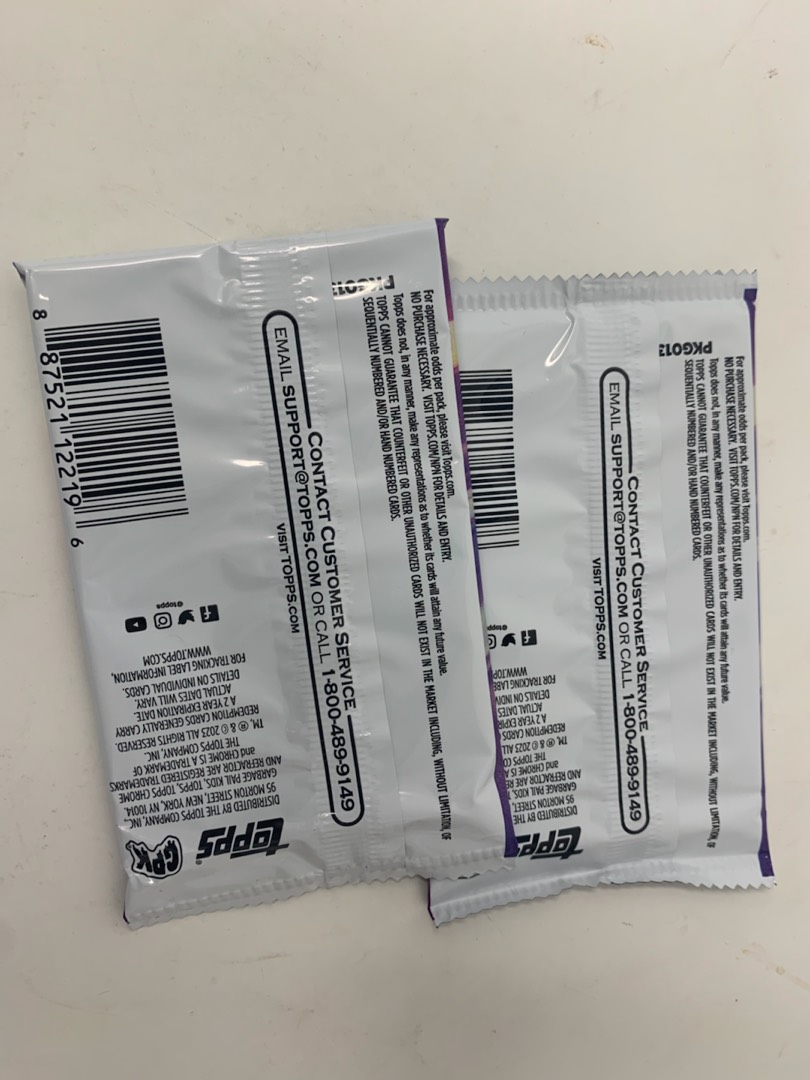 For approximate odds per pack, please visit Topps.com.
NO PURCHASE NECESSARY. VISIT TOPPS.COM/NPN FOR DETAILS AND ENTRY.
Topps does not, in any manner, make any representations as to whether its cards will attain any future value.
TOPPS CANNOT GUARANTEE THAT COUNTERFEIT OR OTHER UNAUTHORIZED CARDS WILL NOT EXIST IN THE MARKET INCLUDING, WITHOUT LIMITATION, OF
SEQUENTIALLY NUMBERED AND/OR HAND NUMBERED CARDS.
CONTACT CUSTOMER SERVICE
EMAIL SUPPORT@TOPPS.COM OR CALL 1-800-489-9149
VISIT TOPPS.COM
8 87521 12219 6
GPK
topps®
DISTRIBUTED BY THE TOPPS COMPANY, INC.
95 MORTON STREET, NEW YORK, NY 10014.
GARBAGE PAIL KIDS, TOPPS, TOPPS CHROME
AND REFRACTOR ARE REGISTERED TRADEMARKS
and CHROME IS A TRADEMARK OF
THE TOPPS COMPANY, INC.
TM, ® & © 2023 ALL RIGHTS RESERVED.
REDEMPTION CARDS GENERALLY CARRY
A 2 YEAR EXPIRATION DATE.
ACTUAL DATES WILL VARY.
DETAILS ON INDIVIDUAL CARDS.
FOR TRACKING LABEL INFORMATION,
WWW.TOPPS.COM
@topps
For approximate odds per pack, please visit Topps.com.
NO PURCHASE NECESSARY. VISIT TOPPS.COM/NPN FOR DETAILS AND ENTRY.
Topps does not, in any manner, make any representations as to whether its cards will attain any future value.
TOPPS CANNOT GUARANTEE THAT COUNTERFEIT OR OTHER UNAUTHORIZED CARDS WILL NOT EXIST IN THE MARKET INCLUDING, WITHOUT LIMITATION, OF
SEQUENTIALLY NUMBERED AND/OR HAND NUMBERED CARDS.
PKG01
CONTACT CUSTOMER SERVICE
EMAIL SUPPORT@TOPPS.COM OR CALL 1-800-489-9149
VISIT TOPPS.COM
topps
DISTRIBUTED BY THE
95 MORTON STREET,
GARBAGE PAIL KIDS,
AND REFRACTOR ARE
and CHROME IS A
THE TOPPS
TM, ® & © 2023 ALL
REDEMPTION CARDS
A 2 YEAR
ACTUAL DATES
DETAILS ON
FOR TRACKING
@topps